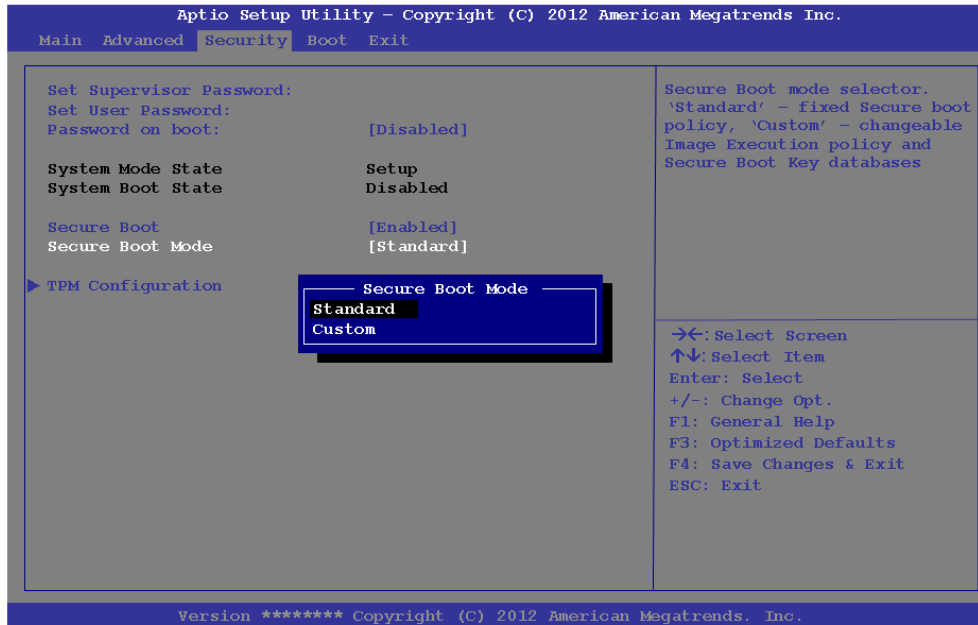 Aptio Setup Utility – Copyright (C) 2012 American Megatrends Inc.
Main Advanced Security Boot Exit
Set Supervisor Password:
Set User Password:
Password on boot: [Disabled]
System Mode State Setup
System Boot State Disabled
Secure Boot [Enabled]
Secure Boot Mode [Standard]
▶ TPM Configuration
Secure Boot Mode
Standard
Custom
Secure Boot mode selector.
‘Standard’ – fixed Secure boot
policy, ‘Custom’ – changeable
Image Execution policy and
Secure Boot Key databases
→←: Select Screen
↑↓: Select Item
Enter: Select
+/-: Change Opt.
F1: General Help
F3: Optimized Defaults
F4: Save Changes & Exit
ESC: Exit
Version ******** Copyright (C) 2012 American Megatrends. Inc.